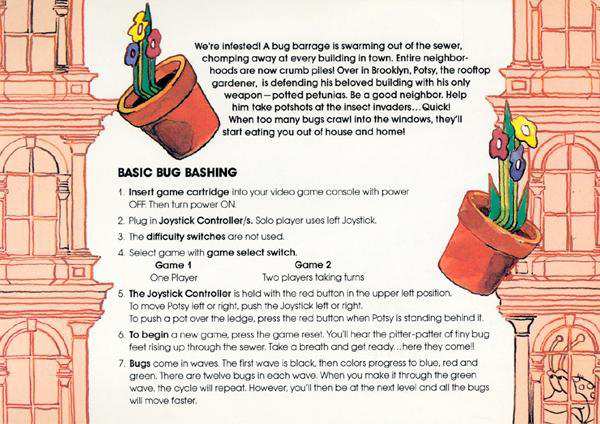 We're infested! A bug barrage is swarming out of the sewer,
chomping away at every building in town. Entire neighbor-
hoods are now crumb piles! Over in Brooklyn, Potsy, the rooftop
gardener, is defending his beloved building with his only
weapon – potted petunias. Be a good neighbor. Help
him take potshots at the insect invaders...Quick!
When too many bugs crawl into the windows, they'll
start eating you out of house and home!
BASIC BUG BASHING
1. Insert game cartridge into your video game console with power
OFF. Then turn power ON.
2. Plug in Joystick Controller/s. Solo player uses left Joystick.
3. The difficulty switches are not used.
4. Select game with game select switch.
Game 1 Game 2
One Player Two players taking turns
5. The Joystick Controller is held with the red button in the upper left position.
To move Potsy left or right, push the Joystick left or right.
To push a pot over the ledge, press the red button when Potsy is standing behind it.
6. To begin a new game, press the game reset. You'll hear the pitter-patter of tiny bug
feet rising up through the sewer. Take a breath and get ready...here they come!!
7. Bugs come in waves. The first wave is black, then colors progress to blue, red and
green. There are twelve bugs in each wave. When you make it through the green
wave, the cycle will repeat. However, you'll then be at the next level and all the bugs
will move faster.